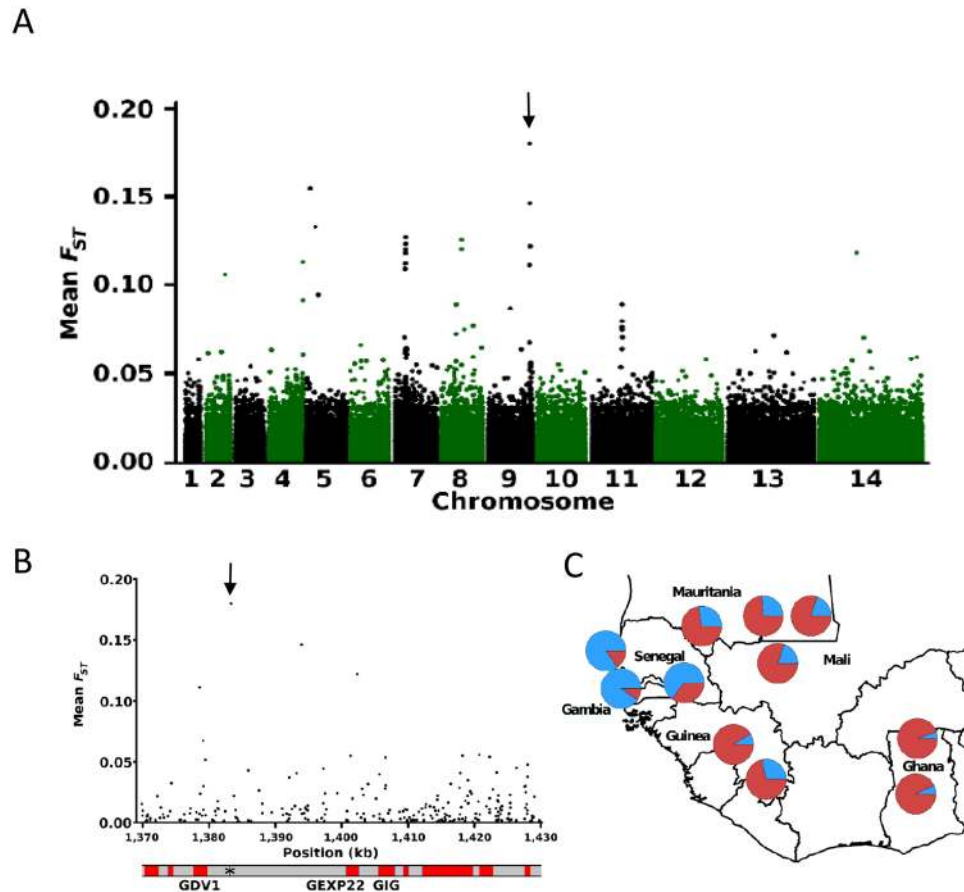 A
0.20
0.15
0.10
0.05
0.00
Mean FST
1 2 3 4 5 6 7 8 9 10 11 12 13 14
Chromosome
B
0.20
0.15
0.10
0.05
0.00
Mean FST
1,370 1,380 1,390 1,400 1,410 1,420 1,430
Position (kb)
*
GDV1 GEXP22 GIG
C
Mauritania
Senegal
Mali
Gambia
Guinea
Ghana